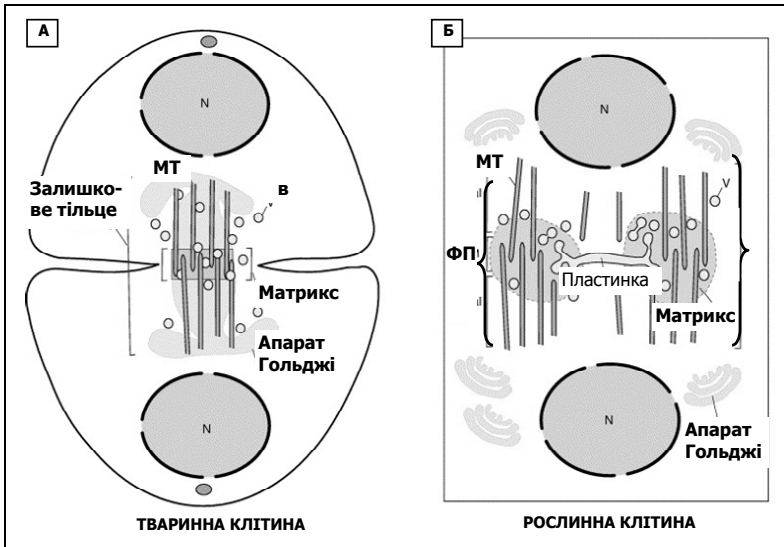 А
N
МТ
Залишко-
ве тільце
в
v
Матрикс
Апарат
Гольджі
N
ТВАРИННА КЛІТИНА
Б
N
МТ
V
ФП
Пластинка
Матрикс
N
Апарат
Гольджі
РОСЛИННА КЛІТИНА